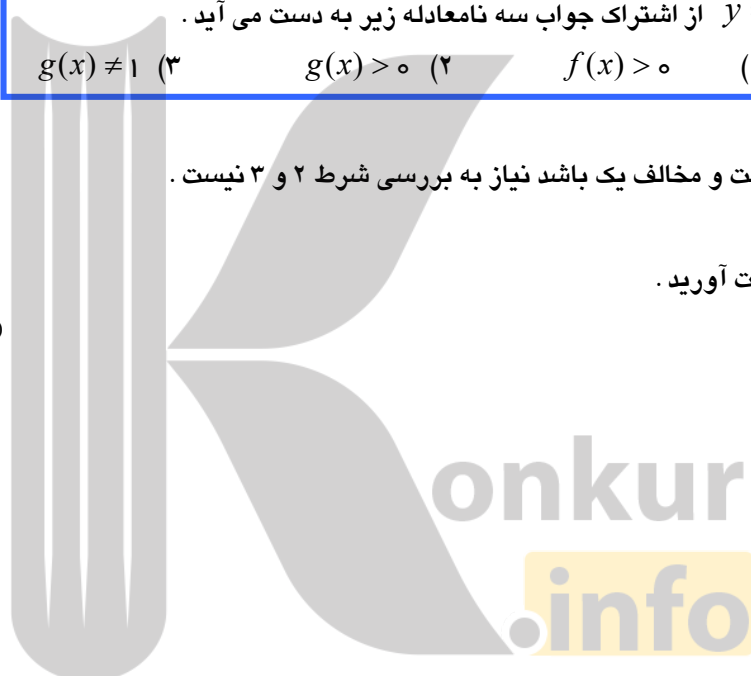 y از اشتراک جواب سه نامعادله زیر به دست می آید .
) f(x) > ۰ ۲) g(x) > ۰ ۳) g(x) ≠ ۱
ت و مخالف یک باشد نیاز به بررسی شرط ۲ و ۳ نیست .
ت آورید .
onkur
.info